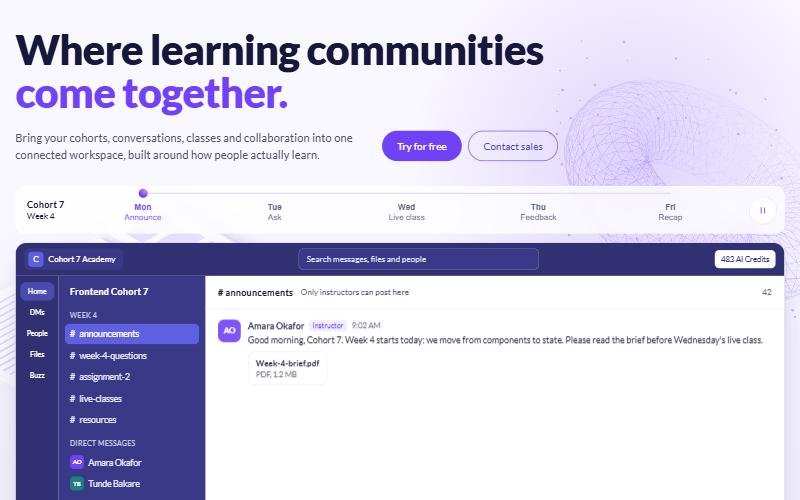 Where learning communities
come together.
Bring your cohorts, conversations, classes and collaboration into one
connected workspace, built around how people actually learn.
Try for free
Contact sales
Cohort 7
Week 4
Mon
Announce
Tue
Ask
Wed
Live class
Thu
Feedback
Fri
Recap
C
Cohort 7 Academy
Search messages, files and people
483 AI Credits
Home
DMs
People
Files
Buzz
Frontend Cohort 7
WEEK 4
# announcements
# week-4-questions
# assignment-2
# live-classes
# resources
DIRECT MESSAGES
AO Amara Okafor
TB Tunde Bakare
# announcements Only instructors can post here
42
AO
Amara Okafor Instructor 9:02 AM
Good morning, Cohort 7. Week 4 starts today: we move from components to state. Please read the brief before Wednesday's live class.
Week-4-brief.pdf
PDF, 1.2 MB